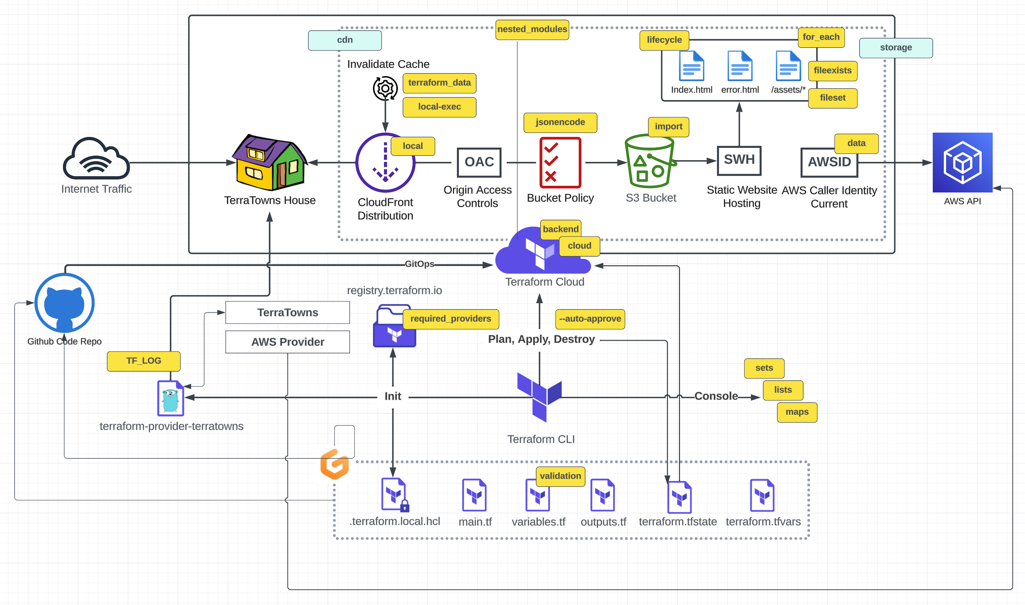 nested_modules
cdn
lifecycle
for_each
storage
Invalidate Cache
terraform_data
local-exec
Index.html
error.html
/assets/*
fileexists
fileset
jsonencode
import
local
data
OAC
SWH
AWSID
Internet Traffic
TerraTowns House
CloudFront
Distribution
Origin Access
Controls
Bucket Policy
S3 Bucket
Static Website
Hosting
AWS Caller Identity
Current
AWS API
backend
cloud
GitOps
Terraform Cloud
registry.terraform.io
TerraTowns
required_providers
--auto-approve
Github Code Repo
AWS Provider
Plan, Apply, Destroy
TF_LOG
sets
Init
Console
lists
maps
terraform-provider-terratowns
Terraform CLI
validation
.terraform.local.hcl
main.tf
variables.tf
outputs.tf
terraform.tfstate
terraform.tfvars